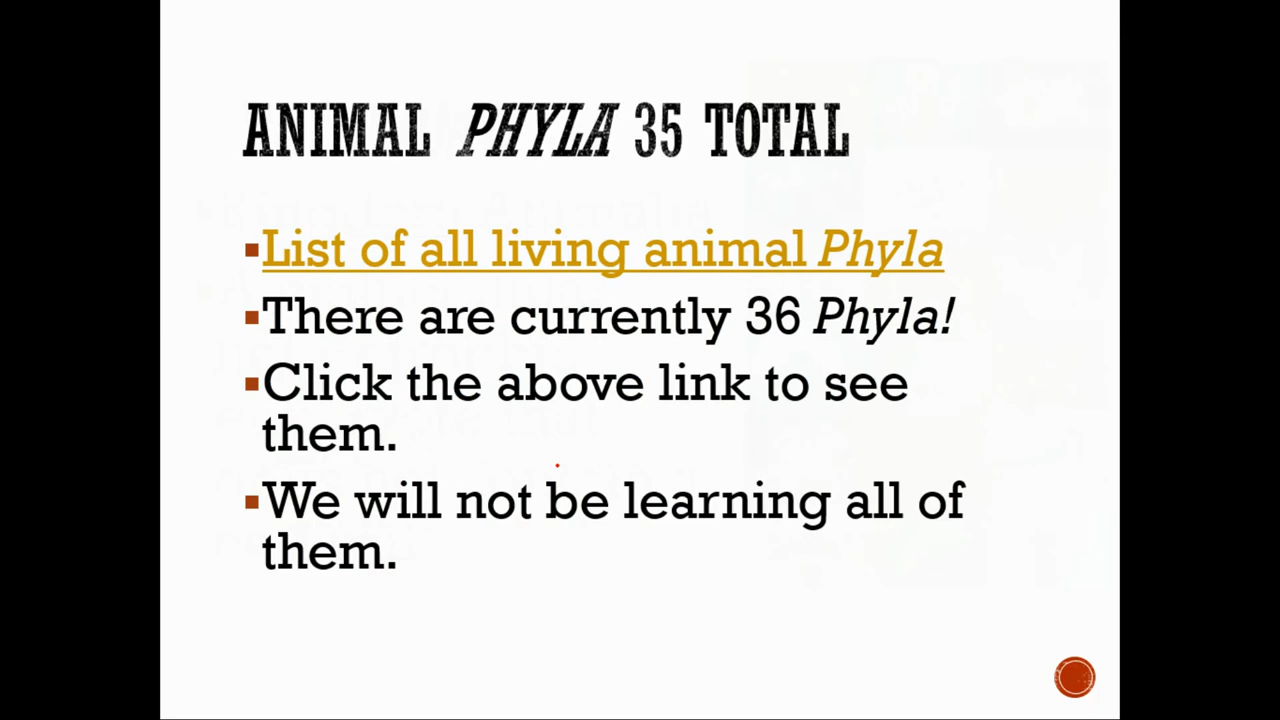 ANIMAL PHYLA 35 TOTAL
▪List of all living animal Phyla
▪There are currently 36 Phyla!
▪Click the above link to see
them.
▪We will not be learning all of
them.